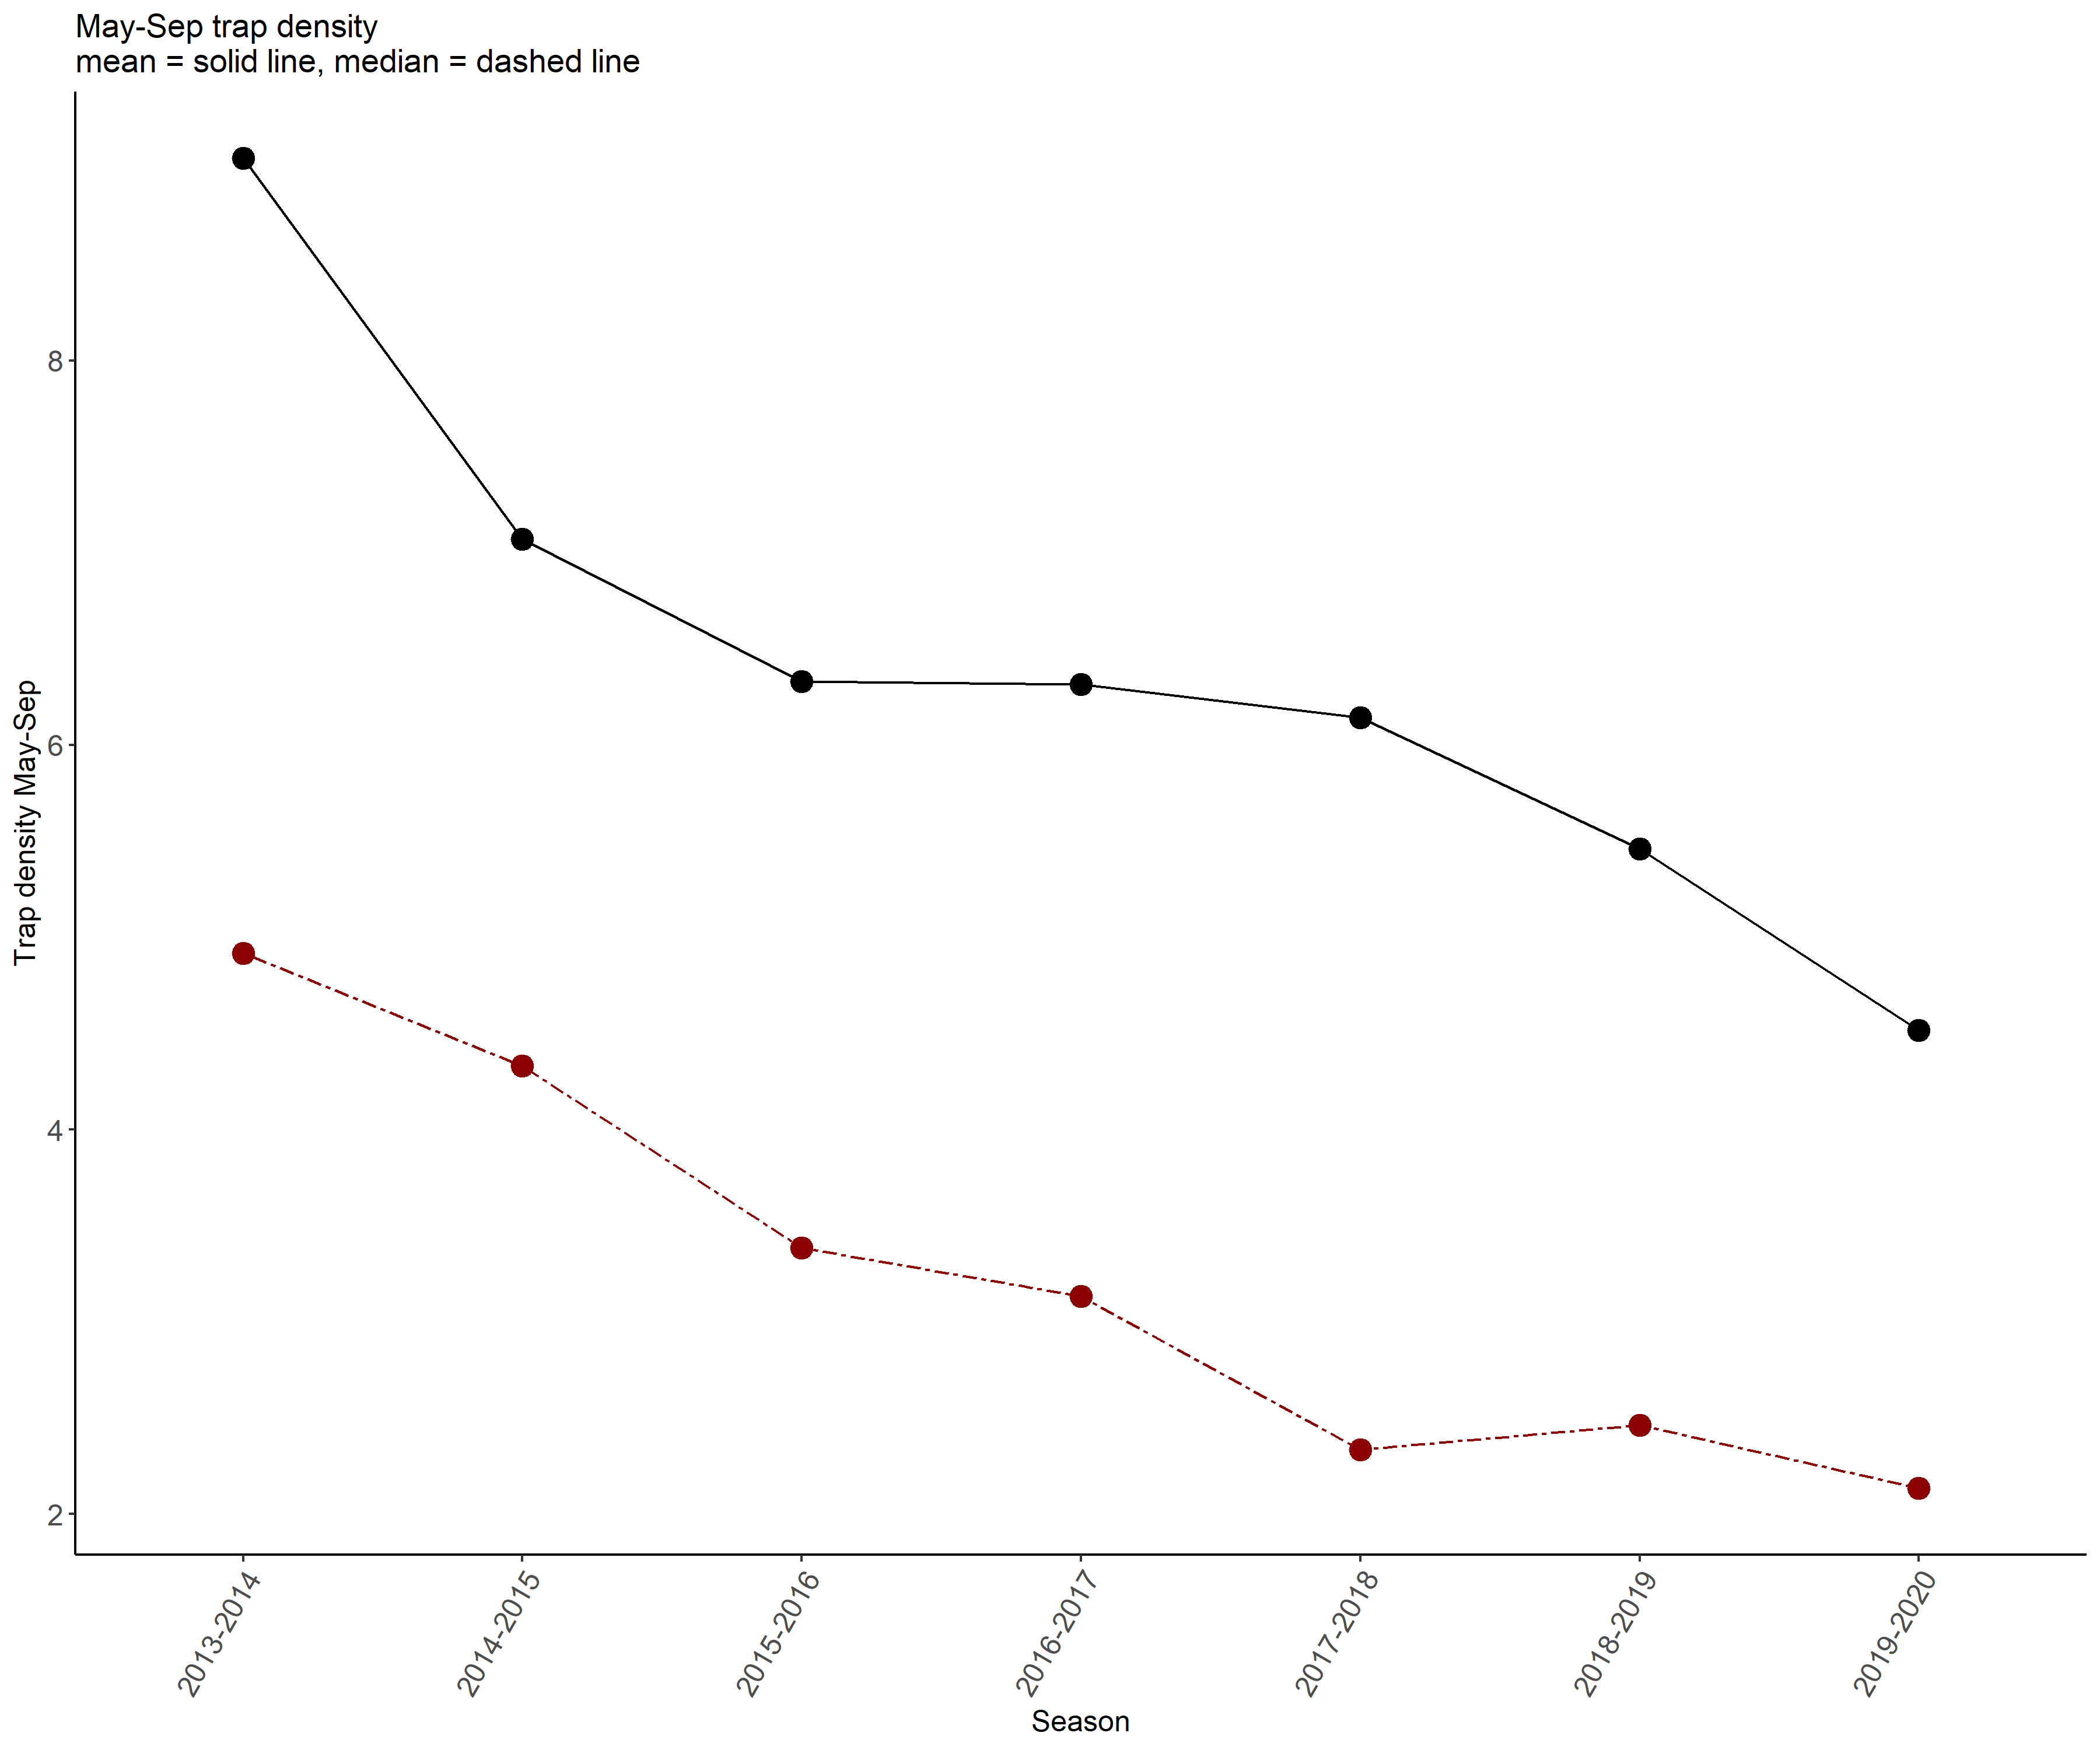 May-Sep trap density
mean = solid line, median = dashed line
Trap density May-Sep
8
6
4
2
2013-2014
2014-2015
2015-2016
2016-2017
2017-2018
2018-2019
2019-2020
Season